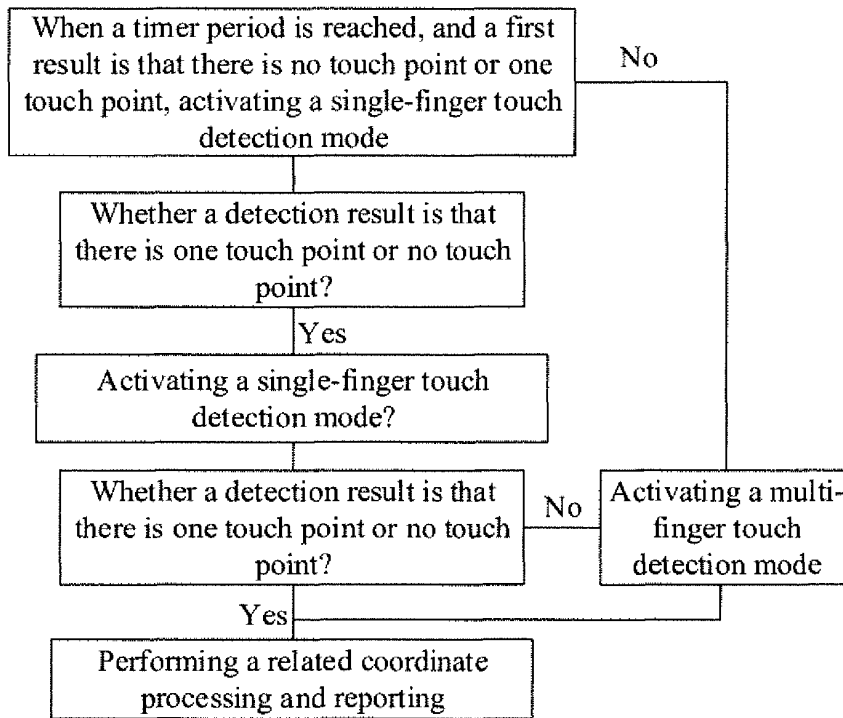 When a timer period is reached, and a first
result is that there is no touch point or one
touch point, activating a single-finger touch
detection mode
No
Whether a detection result is that
there is one touch point or no touch
point?
Yes
Activating a single-finger touch
detection mode?
Whether a detection result is that
there is one touch point or no touch
point?
No
Activating a multi-
finger touch
detection mode
Yes
Performing a related coordinate
processing and reporting